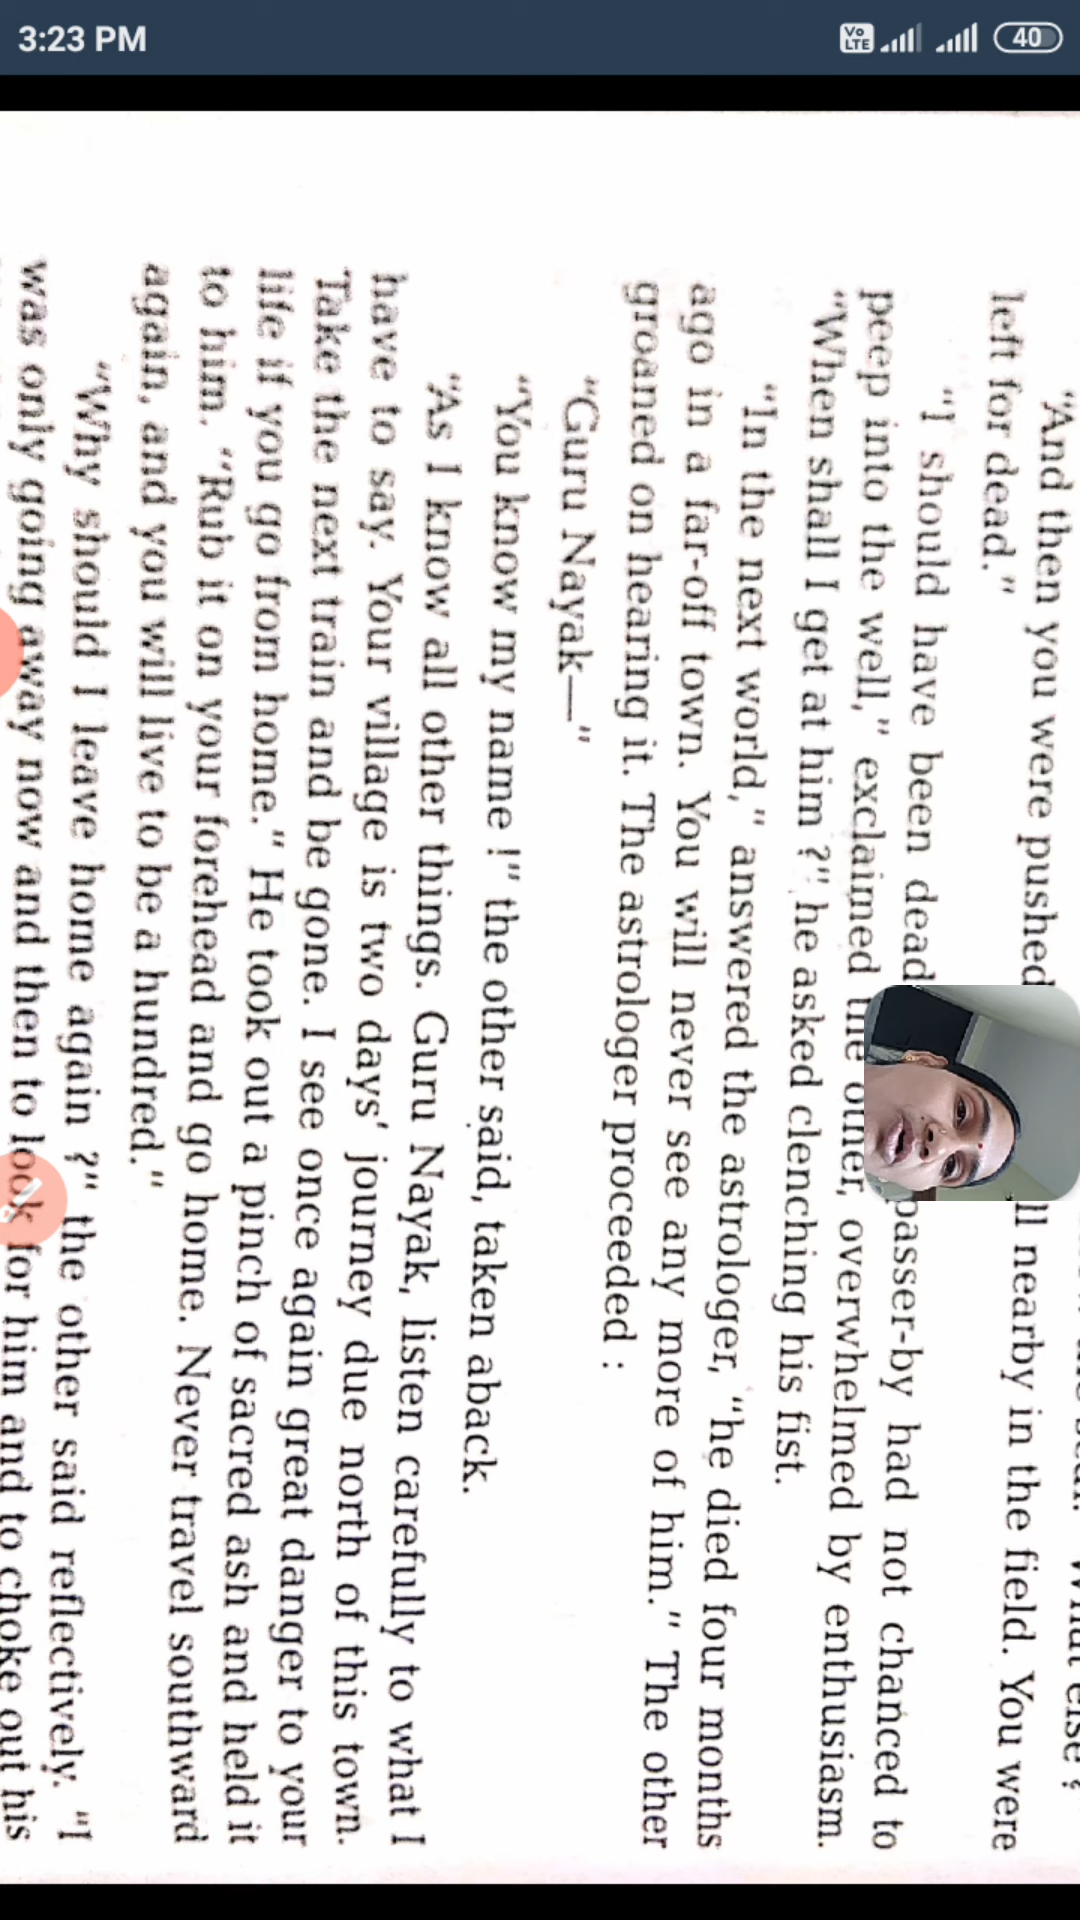 3:23 PM
Vo LTE
40
"And then you were pushed ll nearby in the field. You were
left for dead."
"I should have been dead passer-by had not chanced to
peep into the well," exclaimed the other, overwhelmed by enthusiasm.
"When shall I get at him ?" he asked clenching his fist.
"In the next world," answered the astrologer, "he died four months
ago in a far-off town. You will never see any more of him." The other
groaned on hearing it. The astrologer proceeded :
"Guru Nayak—"
"You know my name !" the other said, taken aback.
"As I know all other things. Guru Nayak, listen carefully to what I
have to say. Your village is two days' journey due north of this town.
Take the next train and be gone. I see once again great danger to your
life if you go from home." He took out a pinch of sacred ash and held it
to him. "Rub it on your forehead and go home. Never travel southward
again, and you will live to be a hundred."
"Why should I leave home again ?" the other said reflectively. "I
was only going away now and then to look for him and to choke out his